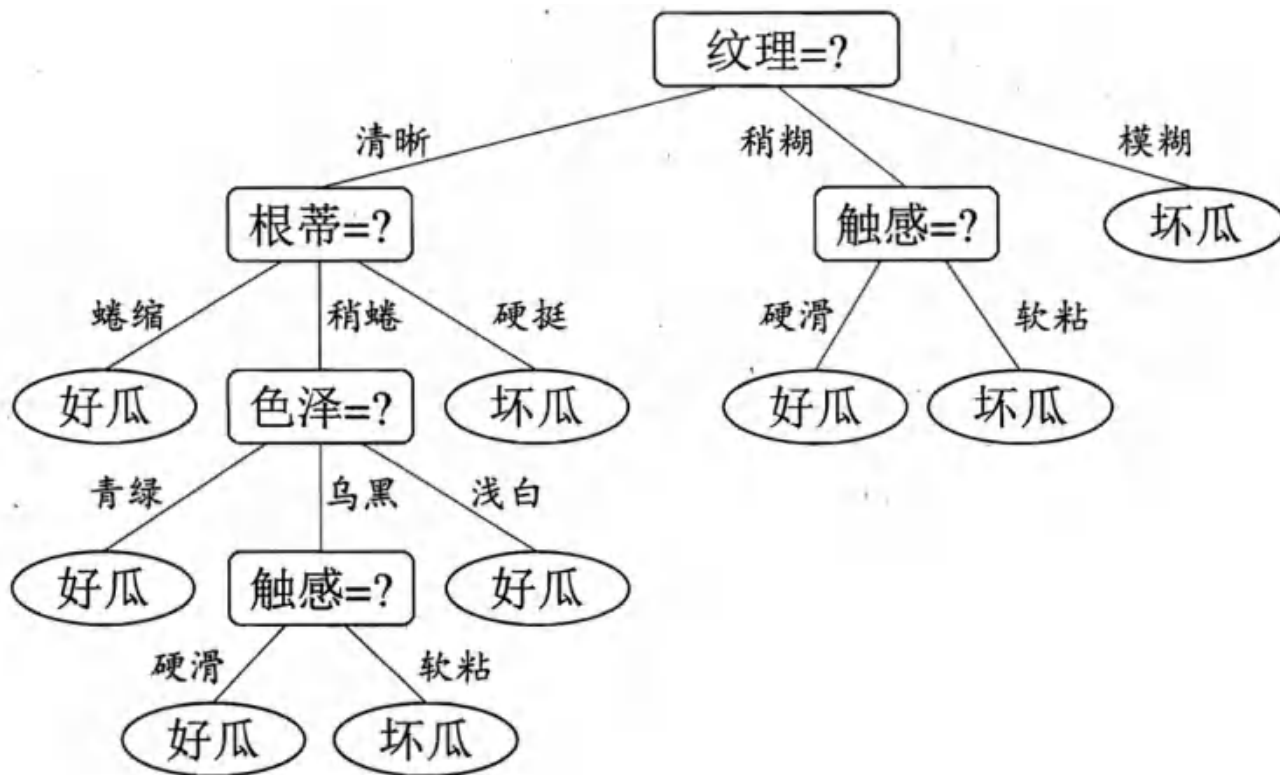 纹理=?
清晰 稍糊 模糊
根蒂=? 触感=? 坏瓜
蜷缩 稍蜷 硬挺 硬滑 软粘
好瓜 色泽=? 坏瓜 好瓜 坏瓜
青绿 乌黑 浅白
好瓜 触感=? 好瓜
硬滑 软粘
好瓜 坏瓜